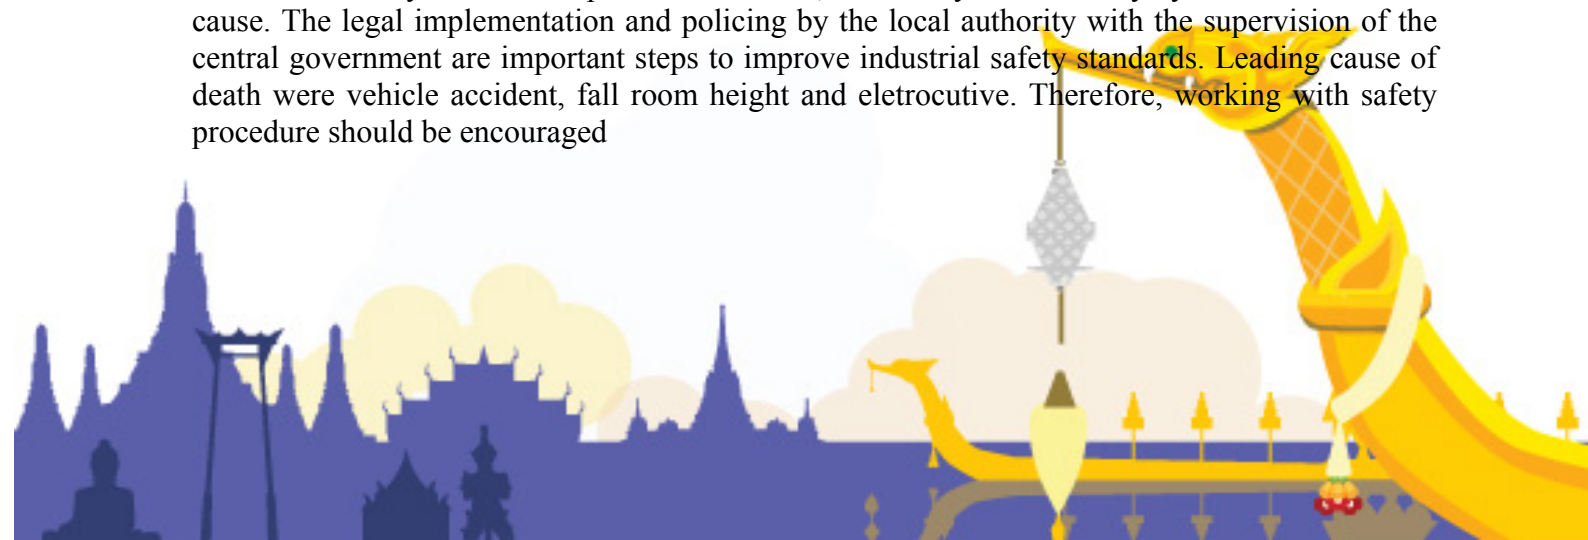 cause. The legal implementation and policing by the local authority with the supervision of the
central government are important steps to improve industrial safety standards. Leading cause of
death were vehicle accident, fall room height and eletrocutive. Therefore, working with safety
procedure should be encouraged